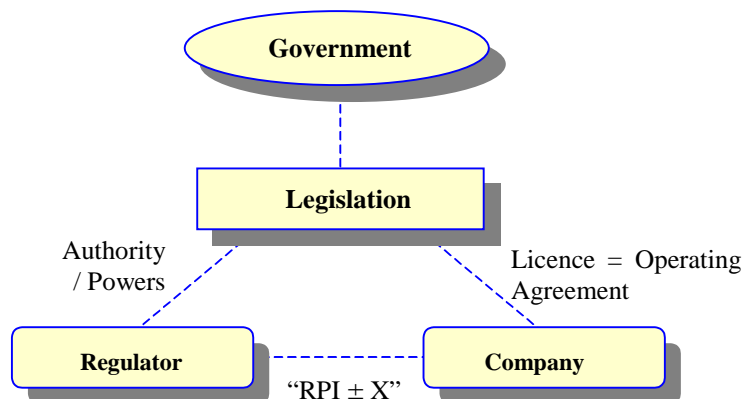 Government
Legislation
Authority
/ Powers
Licence = Operating
Agreement
Regulator
Company
“RPI ± X”